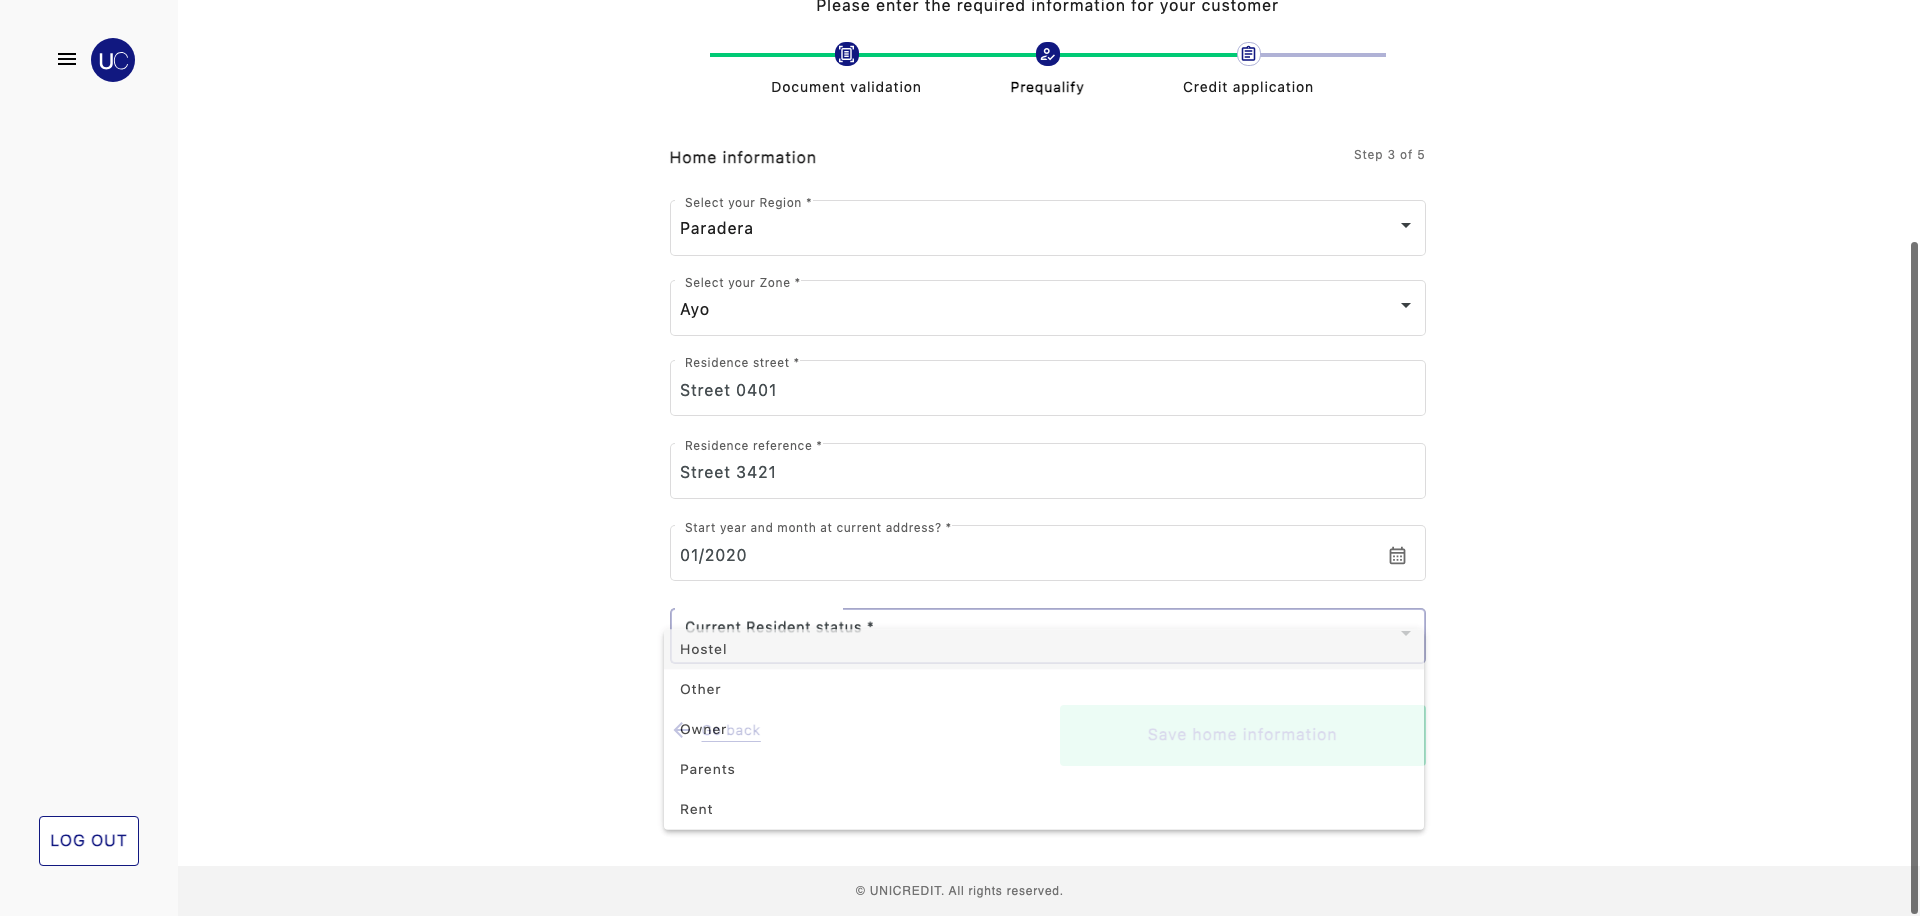 Please enter the required information for your customer
UC
Document validation
Prequalify
Credit application
Home information
Step 3 of 5
Select your Region *
Paradera
Select your Zone *
Ayo
Residence street *
Street 0401
Residence reference *
Street 3421
Start year and month at current address? *
01/2020
Current Resident status *
Hostel
Other
Owner
Go back
Save home information
Parents
Rent
LOG OUT
© UNICREDIT. All rights reserved.